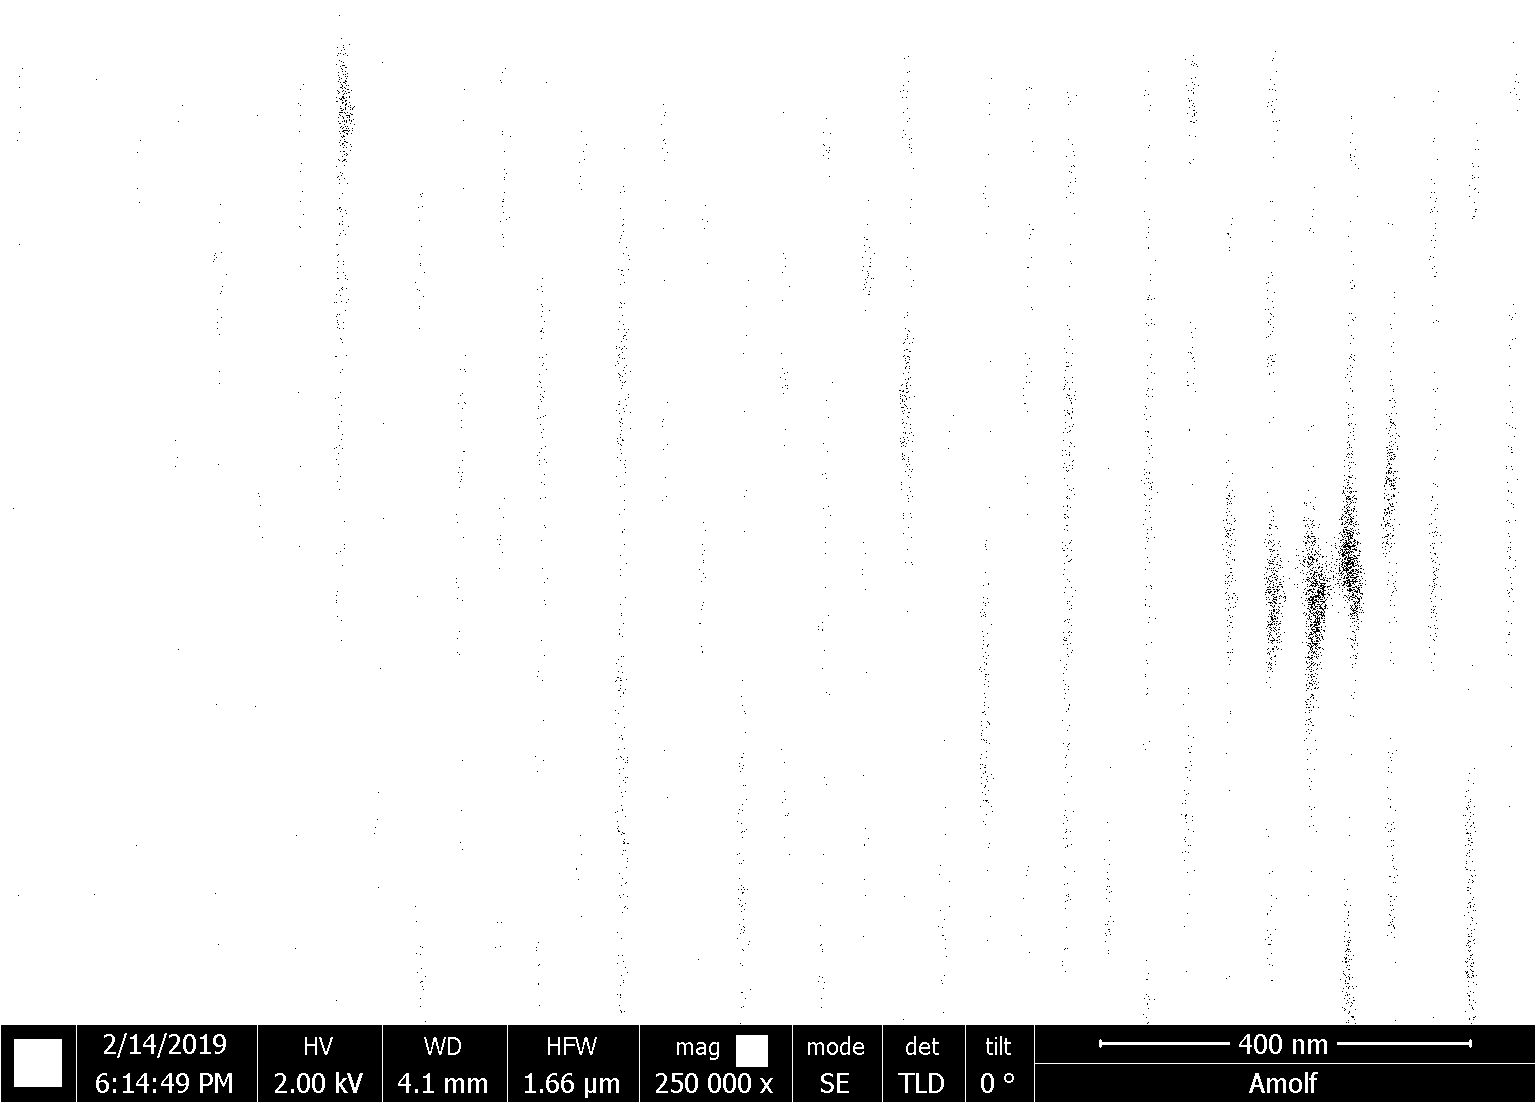 2/14/2019
6:14:49 PM
HV
2.00 kV
WD
4.1 mm
HFW
1.66 µm
mag
250 000 x
mode
SE
det
TLD
tilt
0 °
400 nm
Amolf